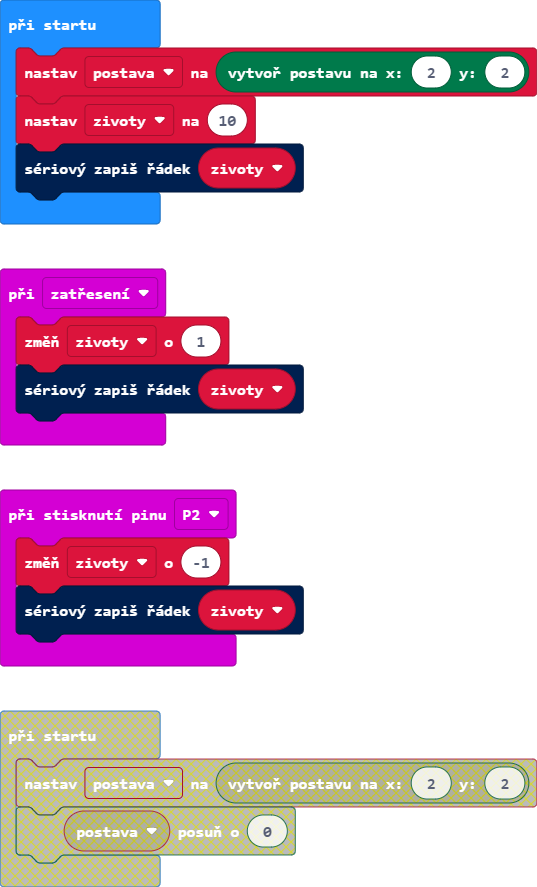 při startu
nastav postava na vytvoř postavu na x: 2 y: 2
nastav zivoty na 10
sériový zapiš řádek zivoty
při zatřesení
změň zivoty o 1
sériový zapiš řádek zivoty
při stisknutí pinu P2
změň zivoty o -1
sériový zapiš řádek zivoty
při startu
nastav postava na vytvoř postavu na x: 2 y: 2
postava posuň o 0